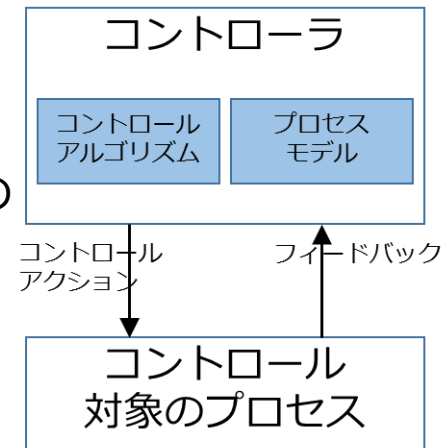 コントローラ
コントロール
アルゴリズム
プロセス
モデル
の
コントロール
アクション
フィードバック
コントロール
対象のプロセス